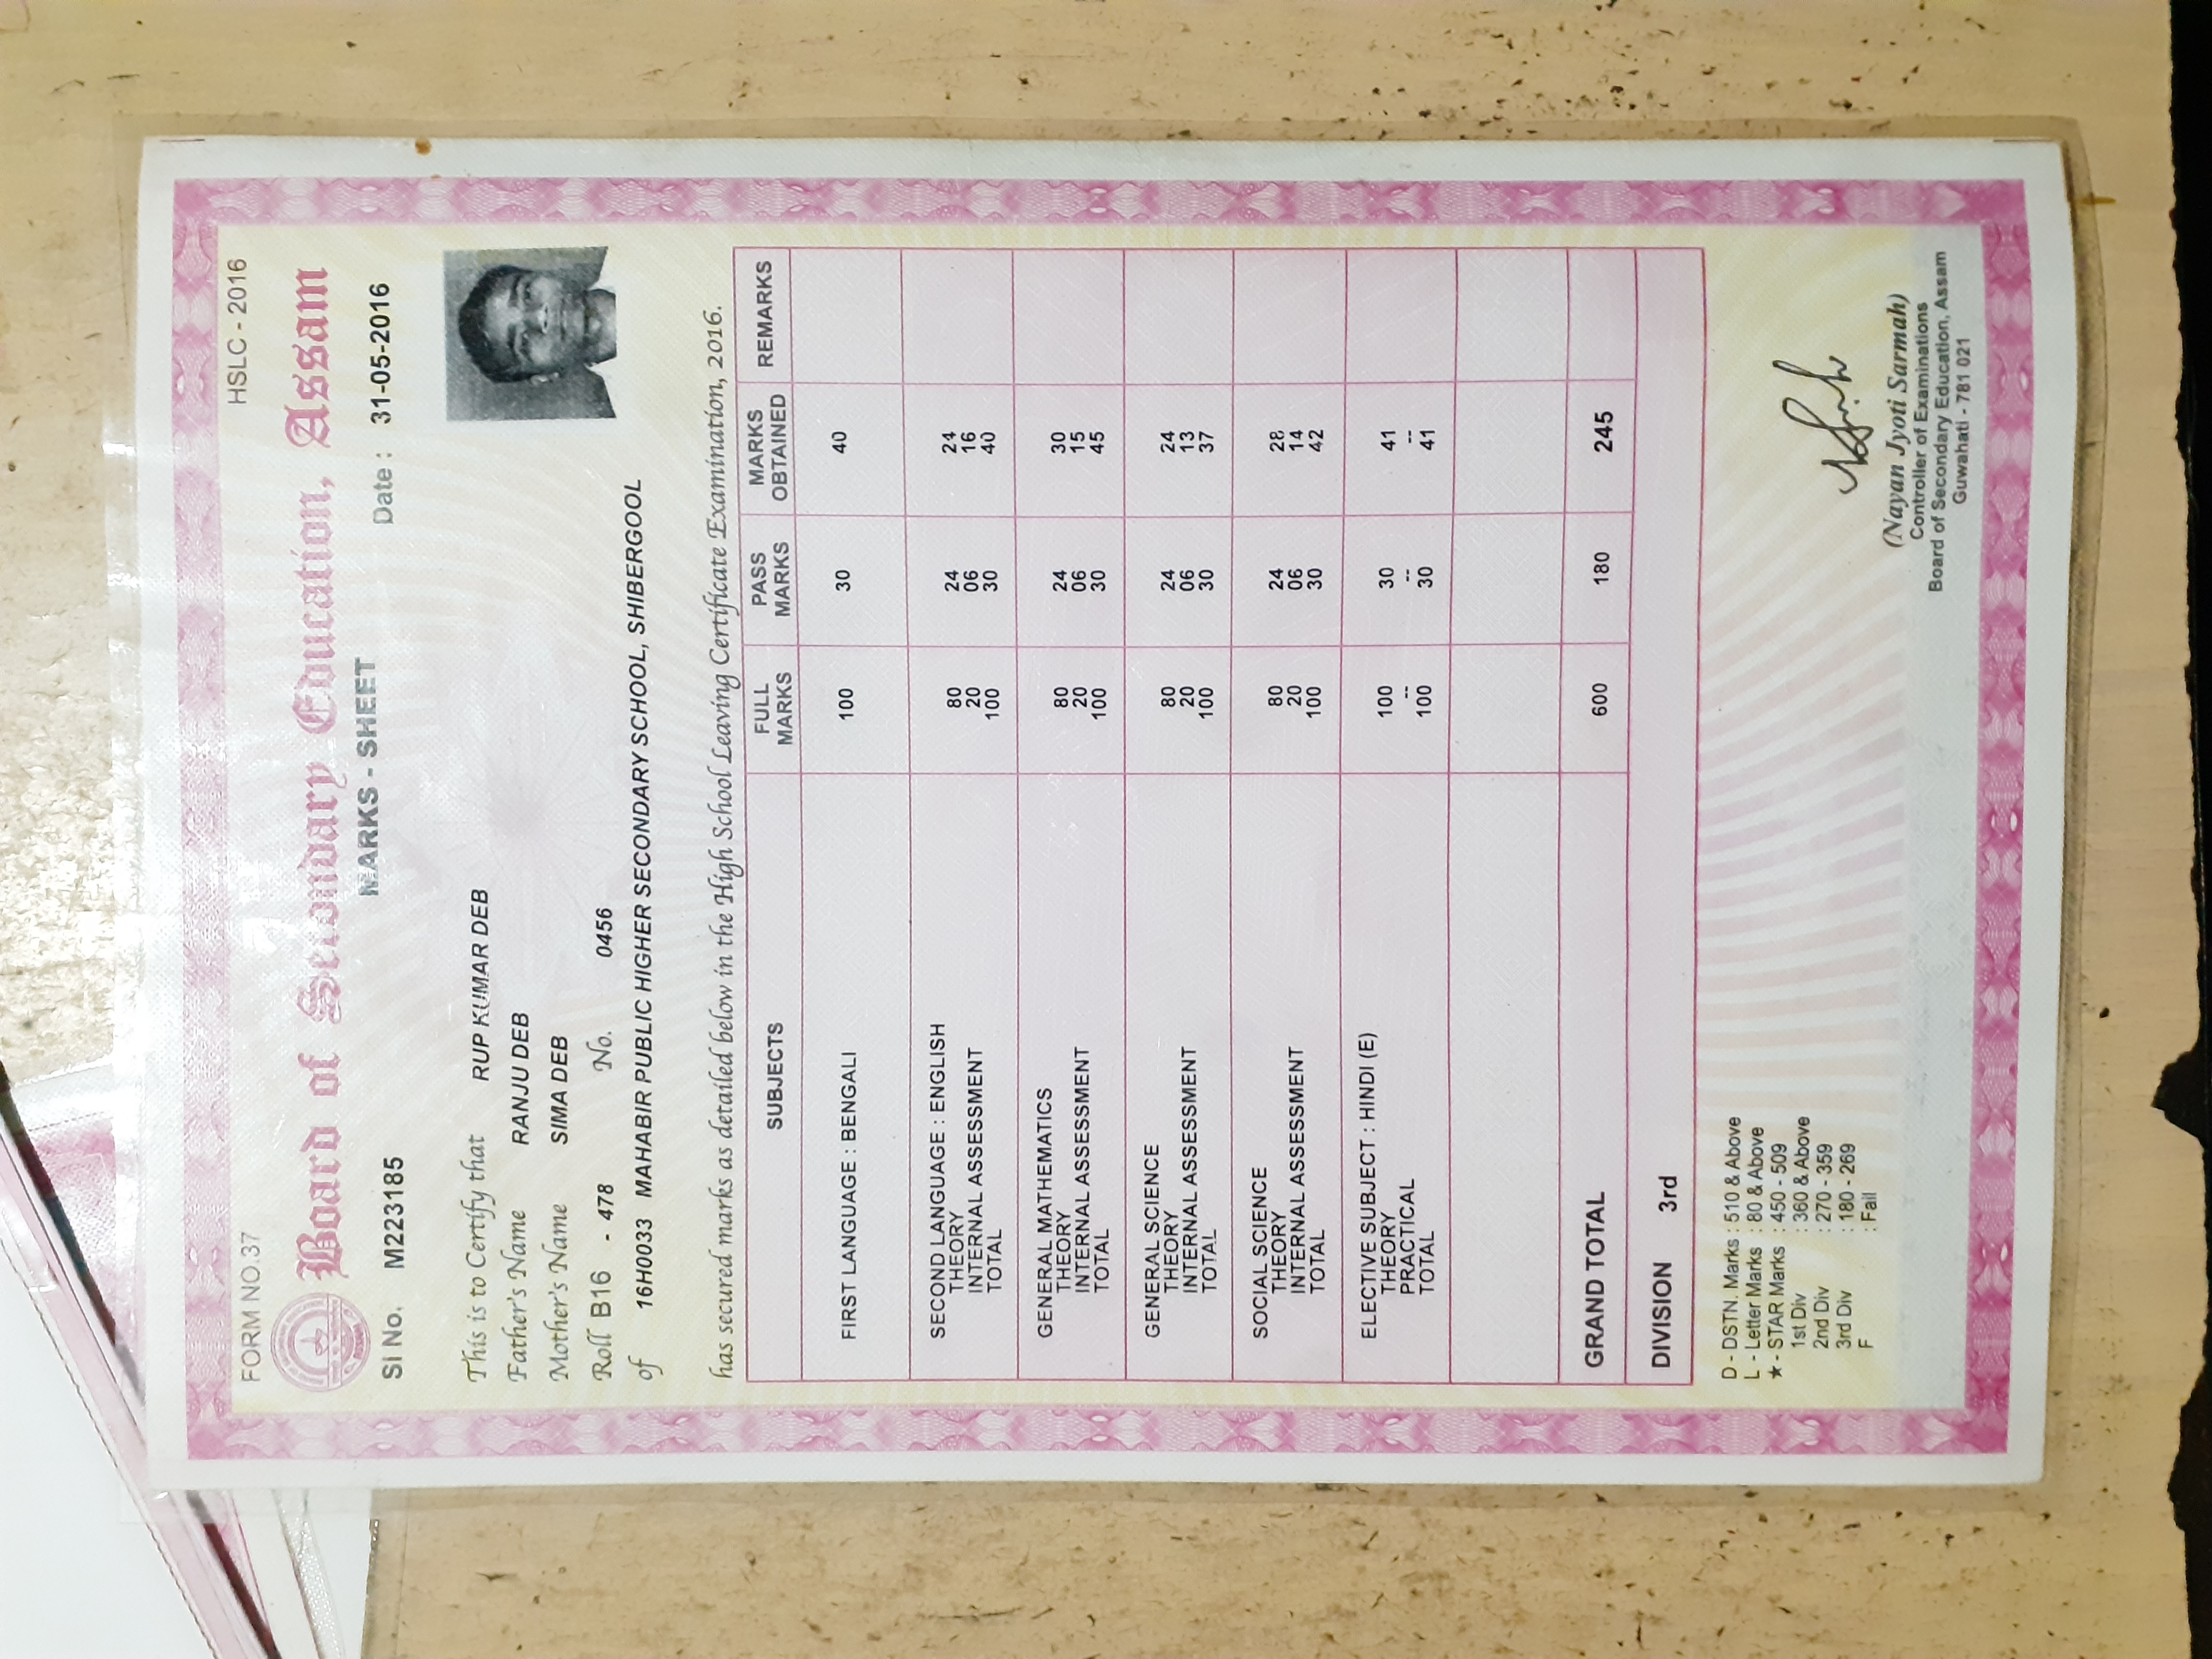 FORM NO.37
HSLC - 2016
Board of Secondary Education, Assam
MARKS - SHEET
Sl No. M223185
Date : 31-05-2016
This is to Certify that RUP KUMAR DEB
Father's Name RANJU DEB
Mother's Name SIMA DEB
Roll B16 - 478 No. 0456
of 16H0033 MAHABIR PUBLIC HIGHER SECONDARY SCHOOL, SHIBERGOOL
has secured marks as detailed below in the High School Leaving Certificate Examination, 2016.
SUBJECTS FULL MARKS PASS MARKS MARKS OBTAINED REMARKS
FIRST LANGUAGE : BENGALI 100 30 40
SECOND LANGUAGE : ENGLISH
THEORY 80 24 24
INTERNAL ASSESSMENT 20 06 16
TOTAL 100 30 40
GENERAL MATHEMATICS
THEORY 80 24 30
INTERNAL ASSESSMENT 20 06 15
TOTAL 100 30 45
GENERAL SCIENCE
THEORY 80 24 24
INTERNAL ASSESSMENT 20 06 13
TOTAL 100 30 37
SOCIAL SCIENCE
THEORY 80 24 28
INTERNAL ASSESSMENT 20 06 14
TOTAL 100 30 42
ELECTIVE SUBJECT : HINDI (E)
THEORY 100 30 41
PRACTICAL -- -- --
TOTAL 100 30 41
GRAND TOTAL 600 180 245
DIVISION 3rd
D - DSTN. Marks : 510 & Above
L - Letter Marks : 80 & Above
★ - STAR Marks : 450 - 509
1st Div : 360 & Above
2nd Div : 270 - 359
3rd Div : 180 - 269
F : Fail
(Nayan Jyoti Sarmah)
Controller of Examinations
Board of Secondary Education, Assam
Guwahati - 781 021